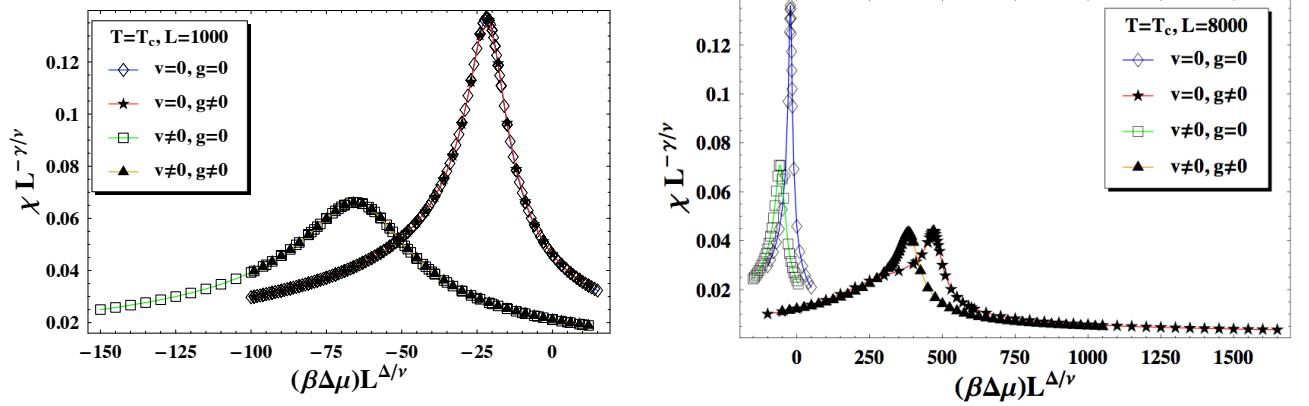 T=Tc, L=1000
v=0, g=0
v=0, g≠0
v≠0, g=0
v≠0, g≠0
χ L^−γ/ν
0.12
0.1
0.08
0.06
0.04
0.02
−150 −125 −100 −75 −50 −25 0
(βΔμ)L^Δ/ν
T=Tc, L=8000
v=0, g=0
v=0, g≠0
v≠0, g=0
v≠0, g≠0
χ L^−γ/ν
0.12
0.1
0.08
0.06
0.04
0.02
0 250 500 750 1000 1250 1500
(βΔμ)L^Δ/ν